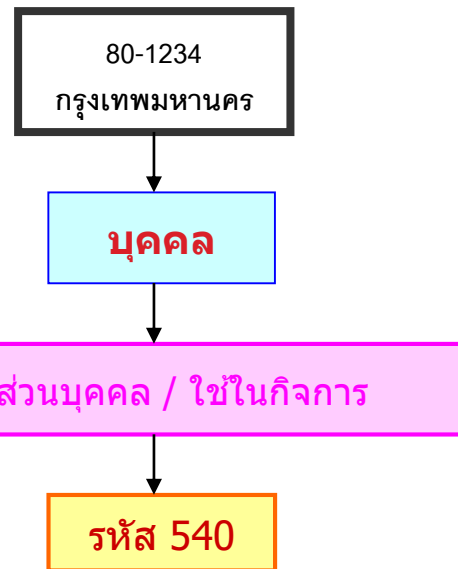 80-1234
กรุงเทพมหานคร
บุคคล
ส่วนบุคคล / ใช้ในกิจการ
รหัส 540